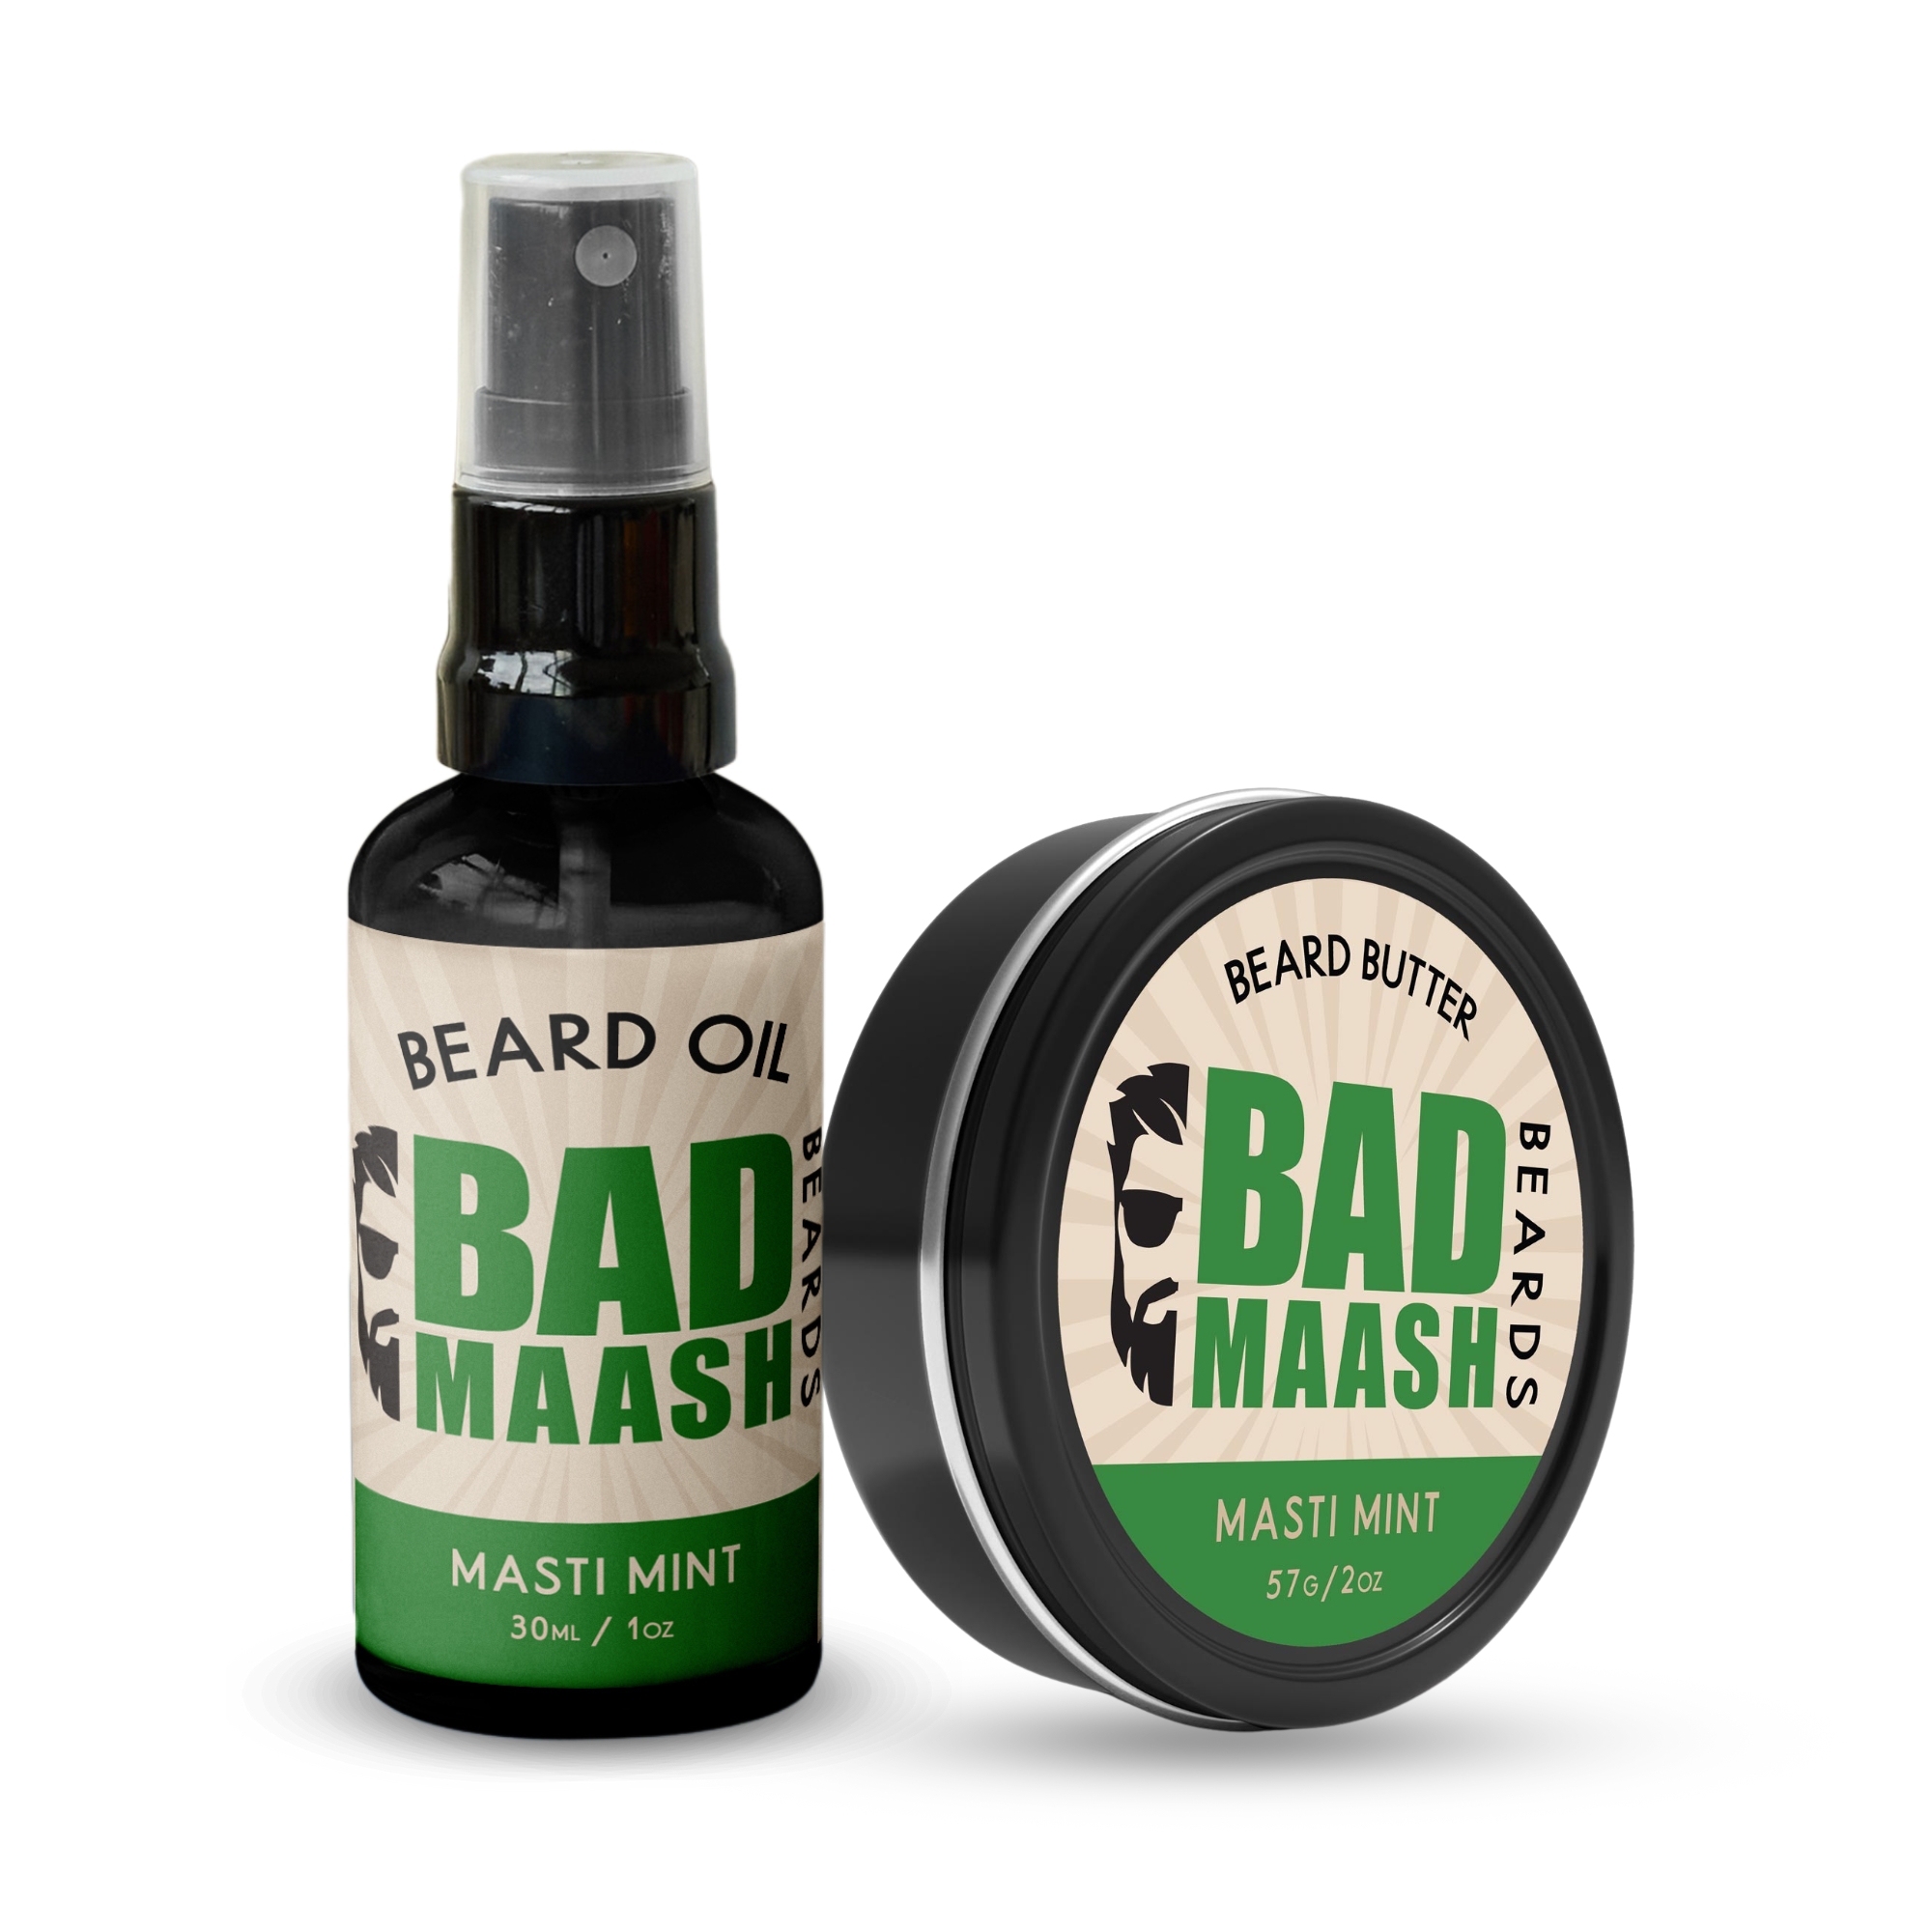 BEARD OIL
BAD
MAASH
BEARDS
MASTI MINT
30ML / 1OZ
BEARD BUTTER
BAD
MAASH
BEARDS
MASTI MINT
57G/2OZ